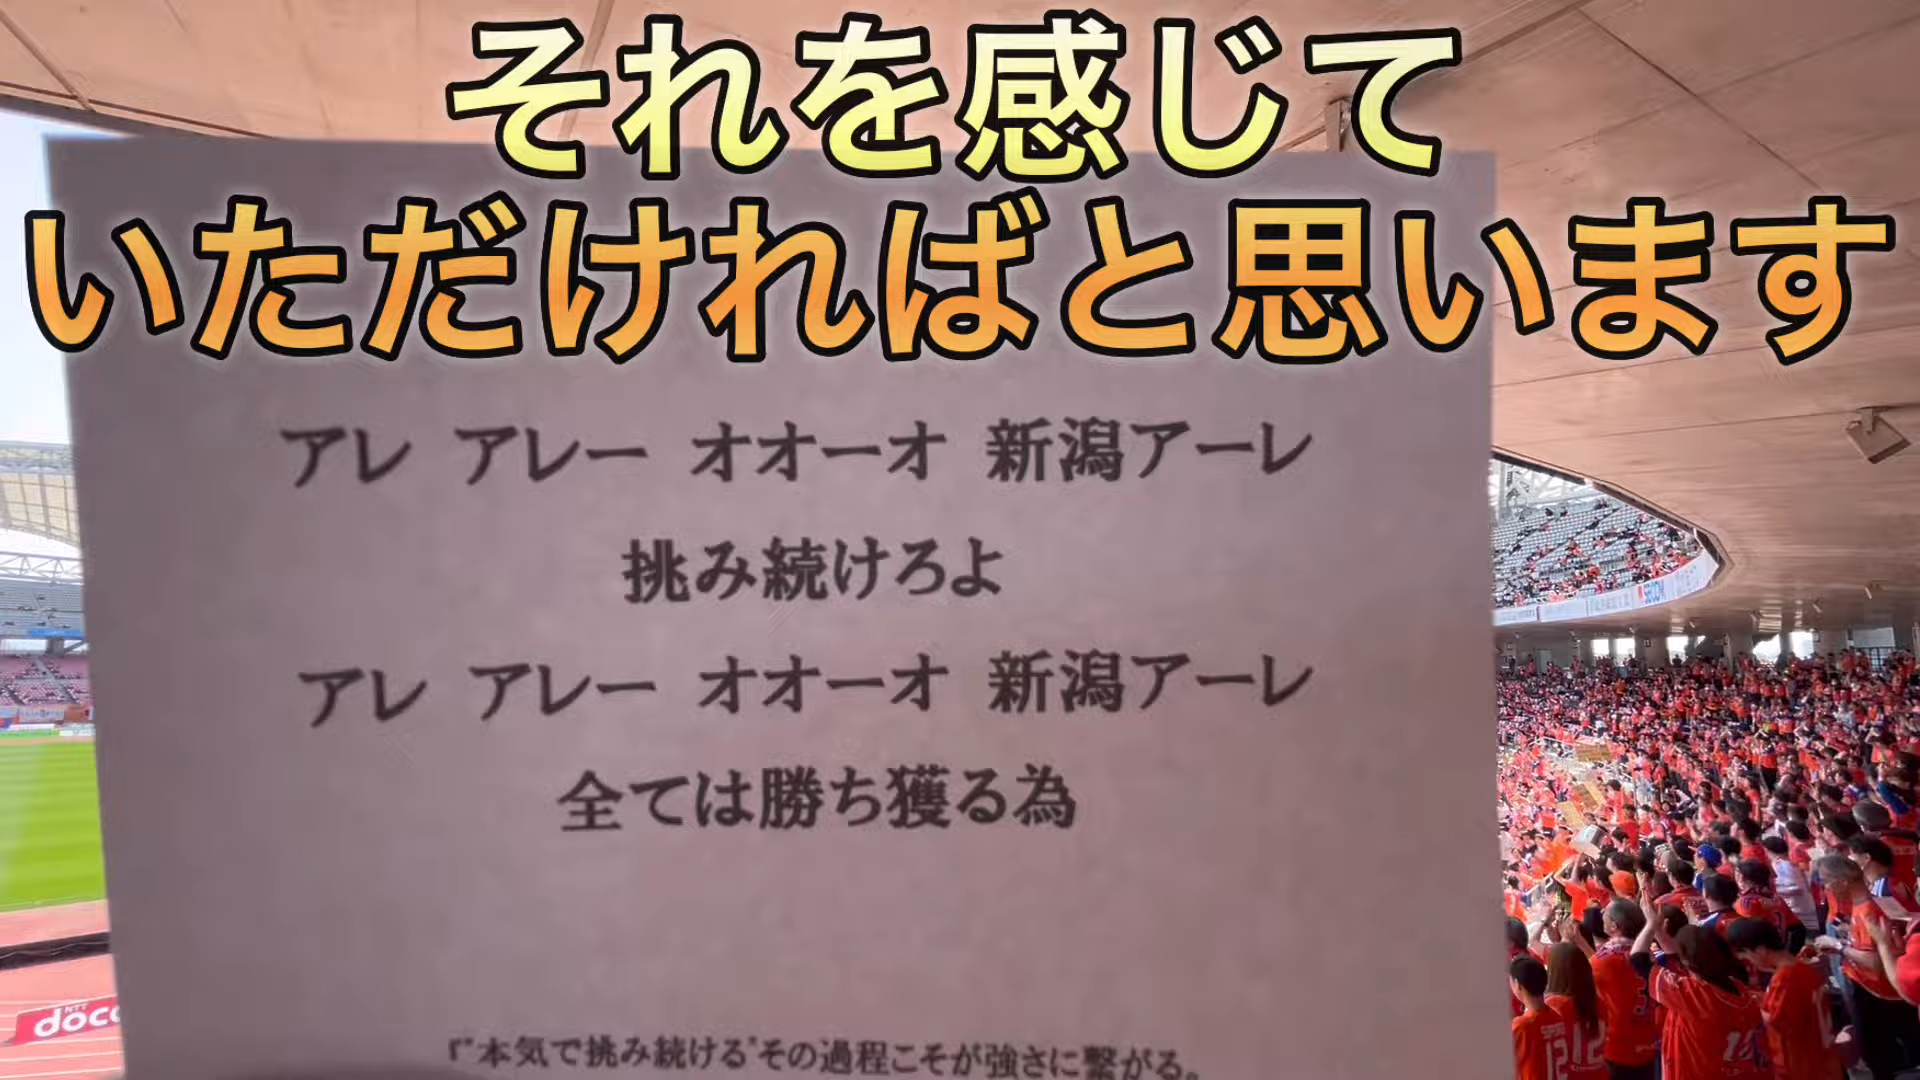 それを感じて
いただければと思います
アレ アレー オオーオ 新潟アーレ
挑み続けろよ
アレ アレー オオーオ 新潟アーレ
全ては勝ち獲る為
『"本気で挑み続ける"その過程こそが強さに繋がる。
SECOM
NTT
doco